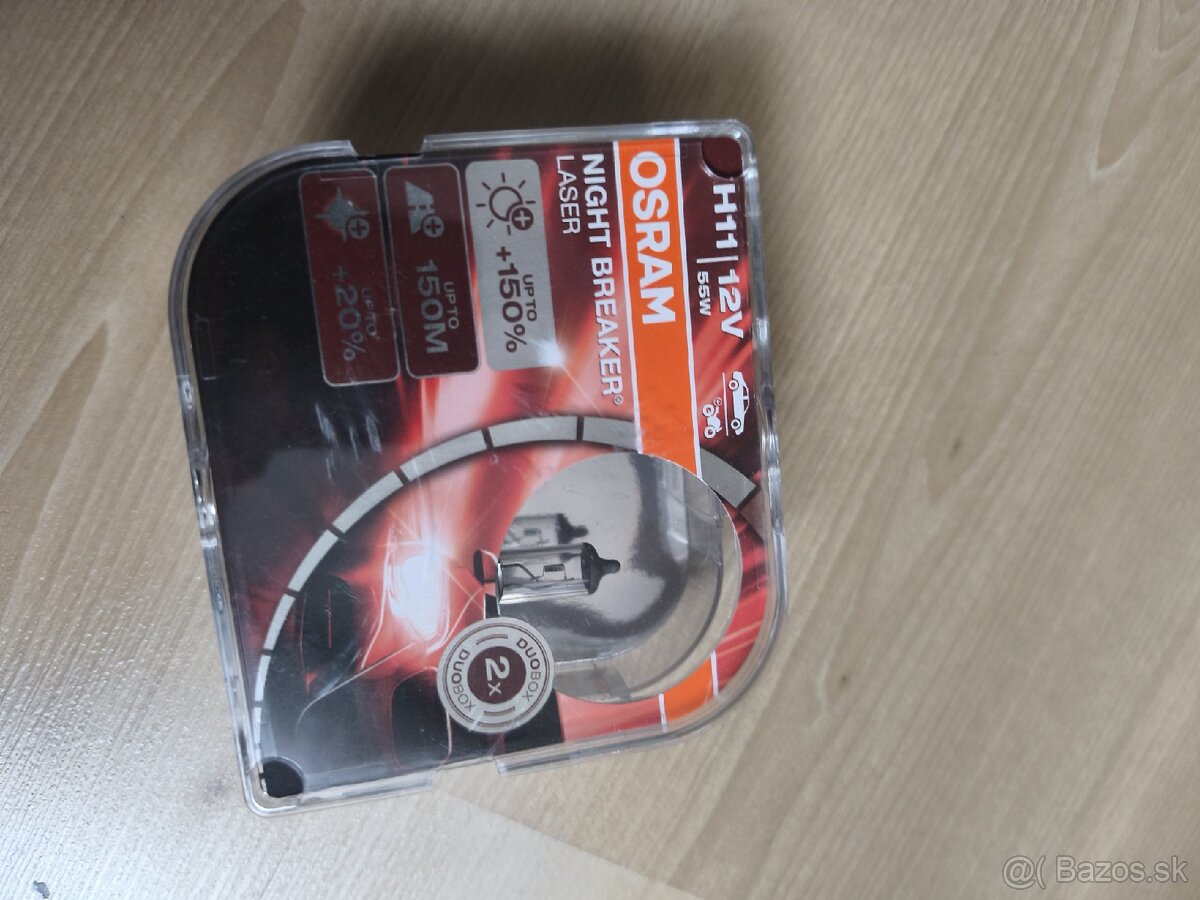 H11 | 12V
55W
OSRAM
NIGHT BREAKER®
LASER
UP TO
+150%
UP TO
150M
UP TO
+20%
DUOBOX
2x
DUOBOX
@( Bazos.sk